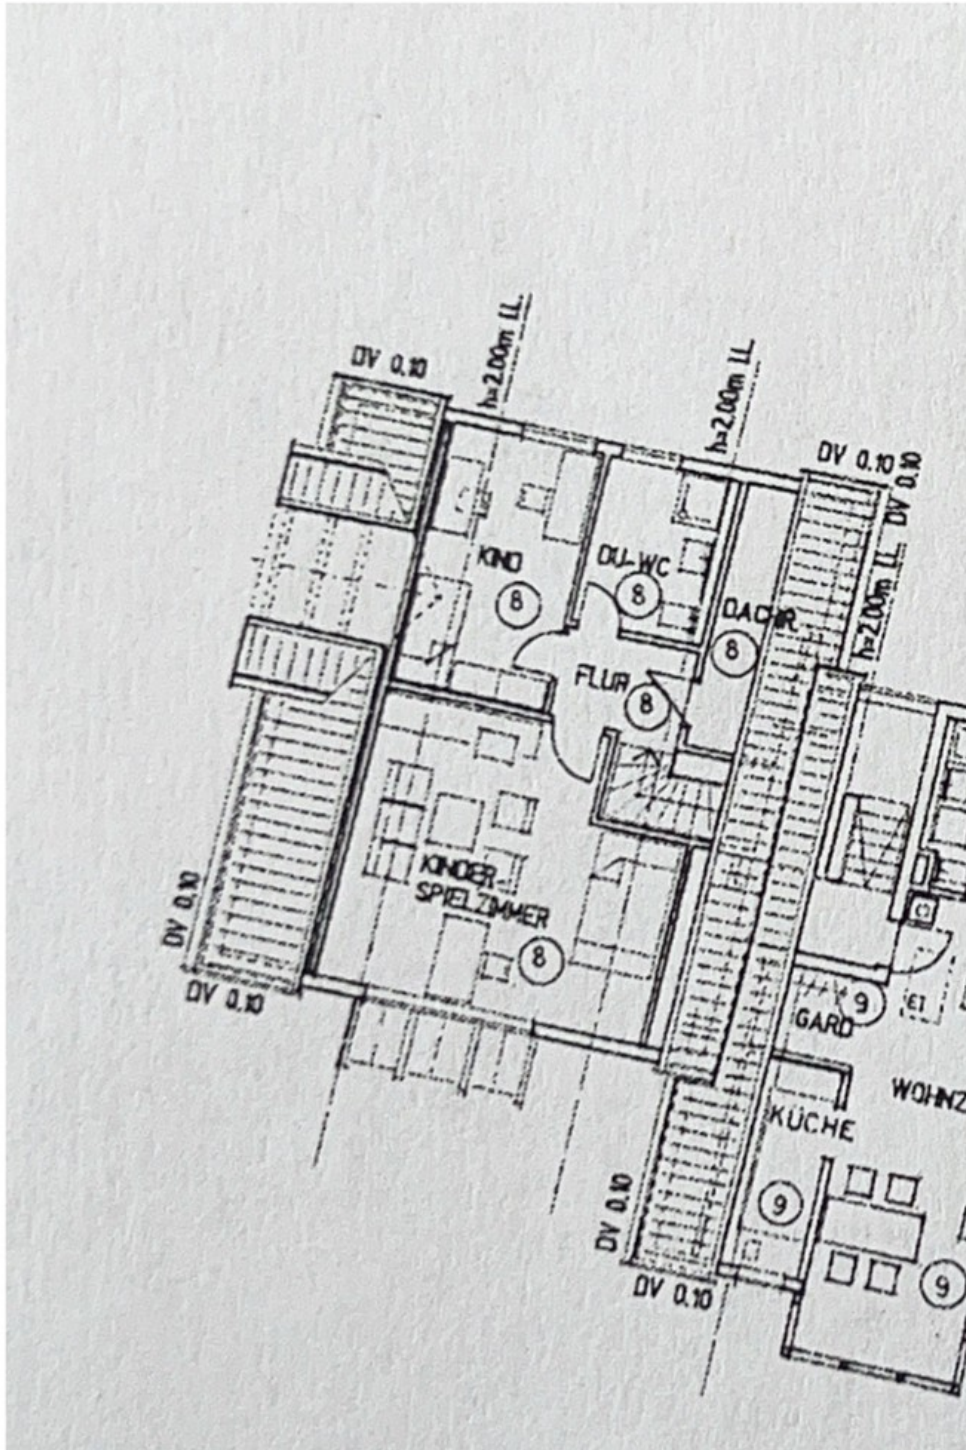 h=2.00m LL.
h=2.00m LL
DV 0.10
DV 0.10
DV 0.10
h=2.00m LL
KIND
8
DU-WC
8
DACHR.
8
FLUR
8
KINDER
SPIELZIMMER
8
DV 0.10
DV 0.10
GARD
9
E1
WOHNZ
KÜCHE
9
9
DV 0.10
DV 0.10